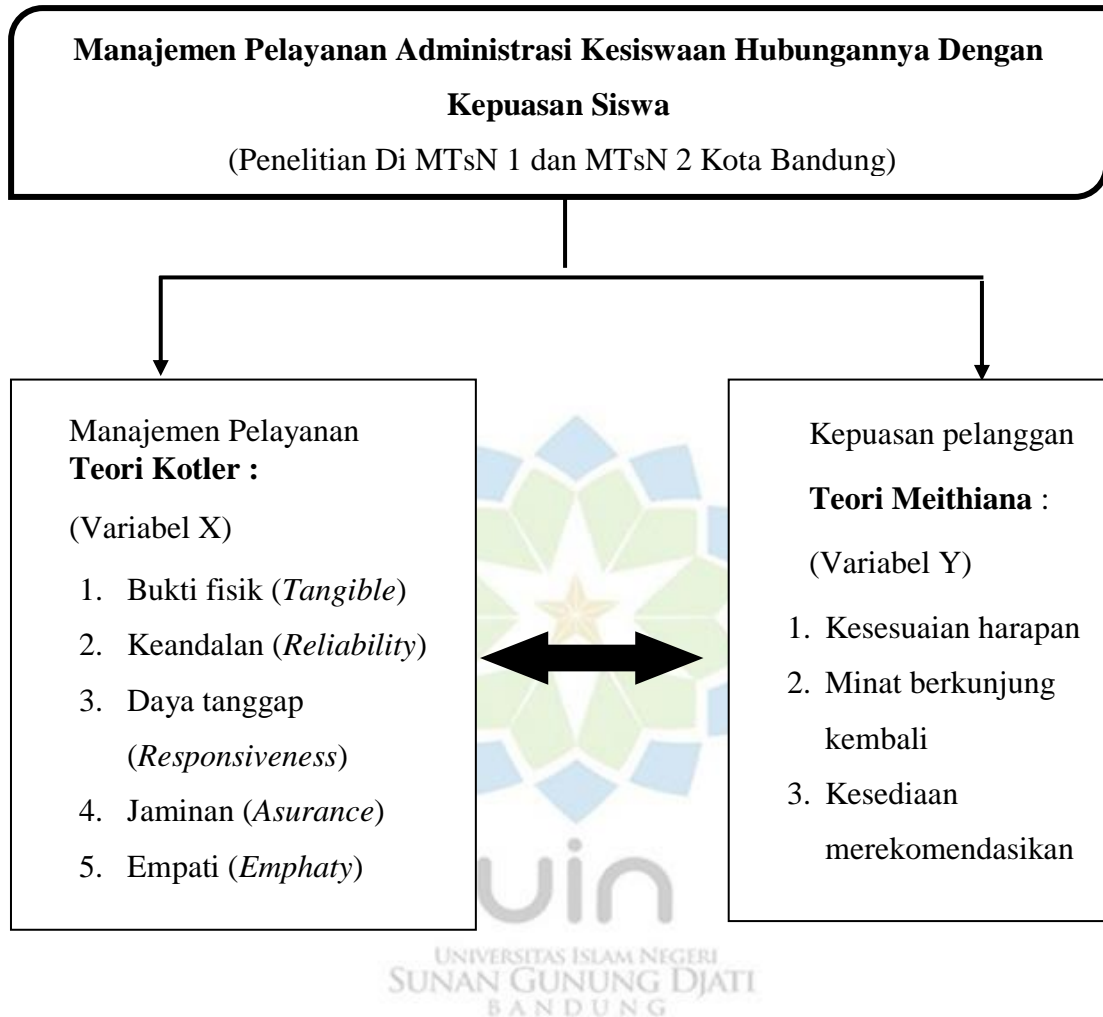 Manajemen Pelayanan Administrasi Kesiswaan Hubungannya Dengan
Kepuasan Siswa
(Penelitian Di MTsN 1 dan MTsN 2 Kota Bandung)
Manajemen Pelayanan
Teori Kotler :
(Variabel X)
1. Bukti fisik (Tangible)
2. Keandalan (Reliability)
3. Daya tanggap
(Responsiveness)
4. Jaminan (Asurance)
5. Empati (Emphaty)
Kepuasan pelanggan
Teori Meithiana :
(Variabel Y)
1. Kesesuaian harapan
2. Minat berkunjung
kembali
3. Kesediaan
merekomendasikan
uin
UNIVERSITAS ISLAM NEGERI
SUNAN GUNUNG DJATI
BANDUNG